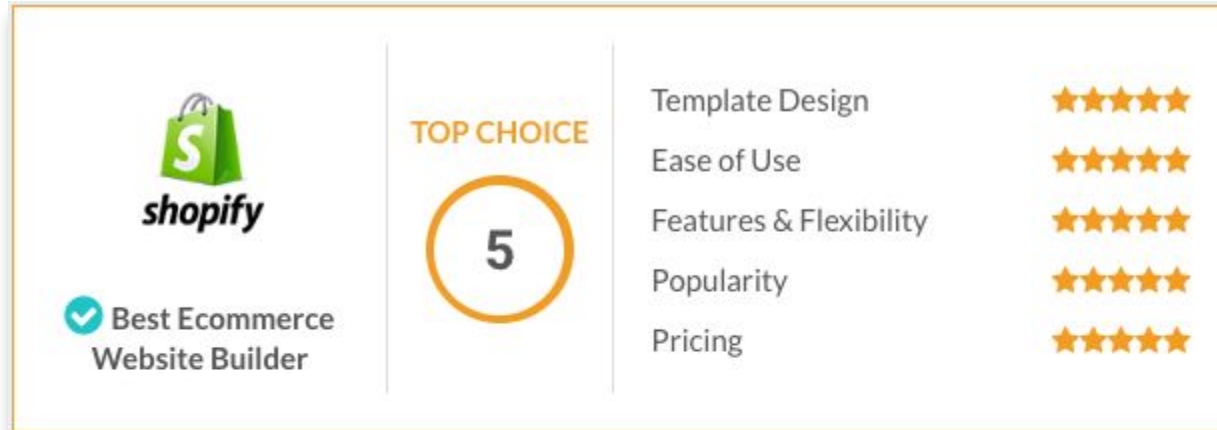 S
shopify
Best Ecommerce
Website Builder
TOP CHOICE
5
Template Design
Ease of Use
Features & Flexibility
Popularity
Pricing